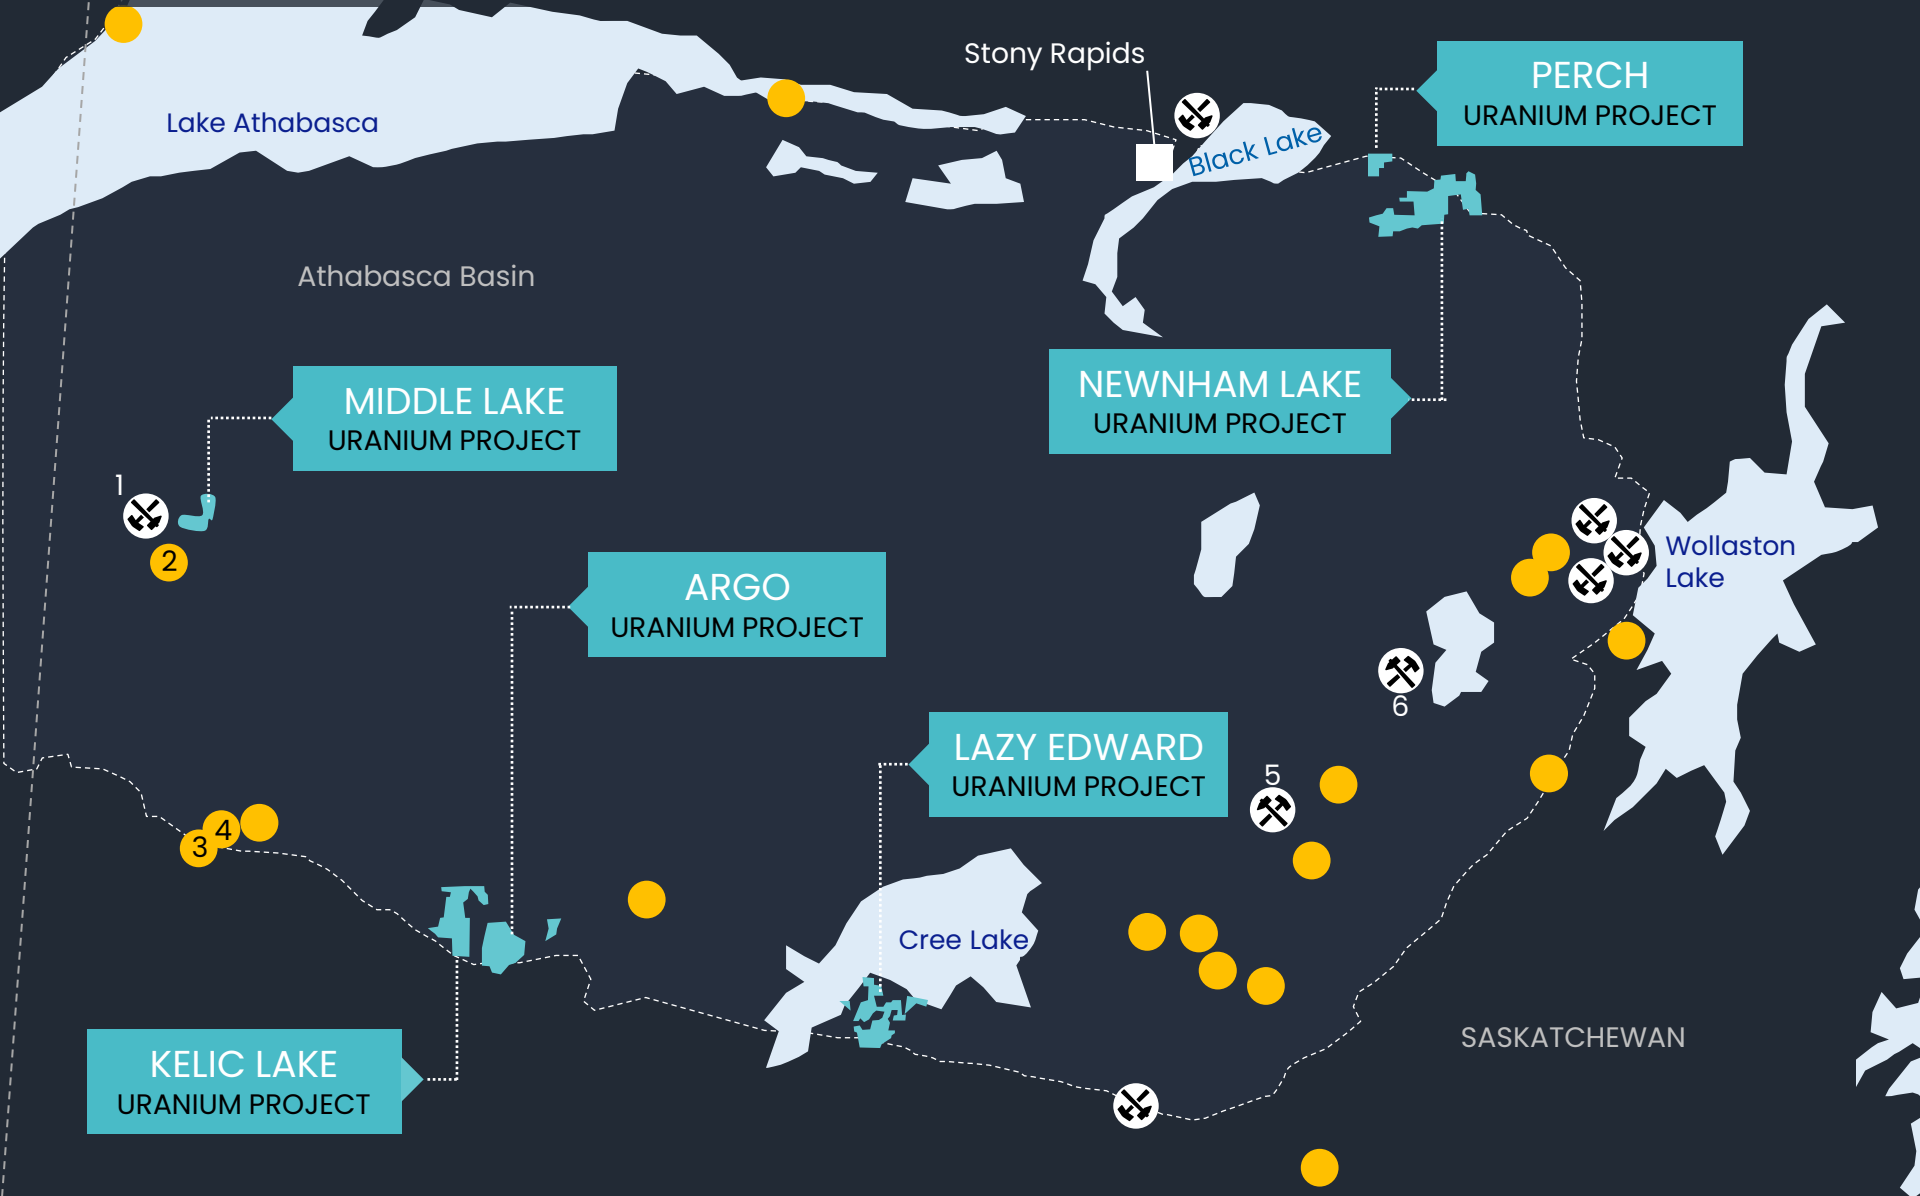 Stony Rapids
PERCH
URANIUM PROJECT
Lake Athabasca
Black Lake
Athabasca Basin
MIDDLE LAKE
URANIUM PROJECT
NEWNHAM LAKE
URANIUM PROJECT
1
2
Wollaston
Lake
ARGO
URANIUM PROJECT
6
LAZY EDWARD
URANIUM PROJECT
5
4
3
Cree Lake
SASKATCHEWAN
KELIC LAKE
URANIUM PROJECT